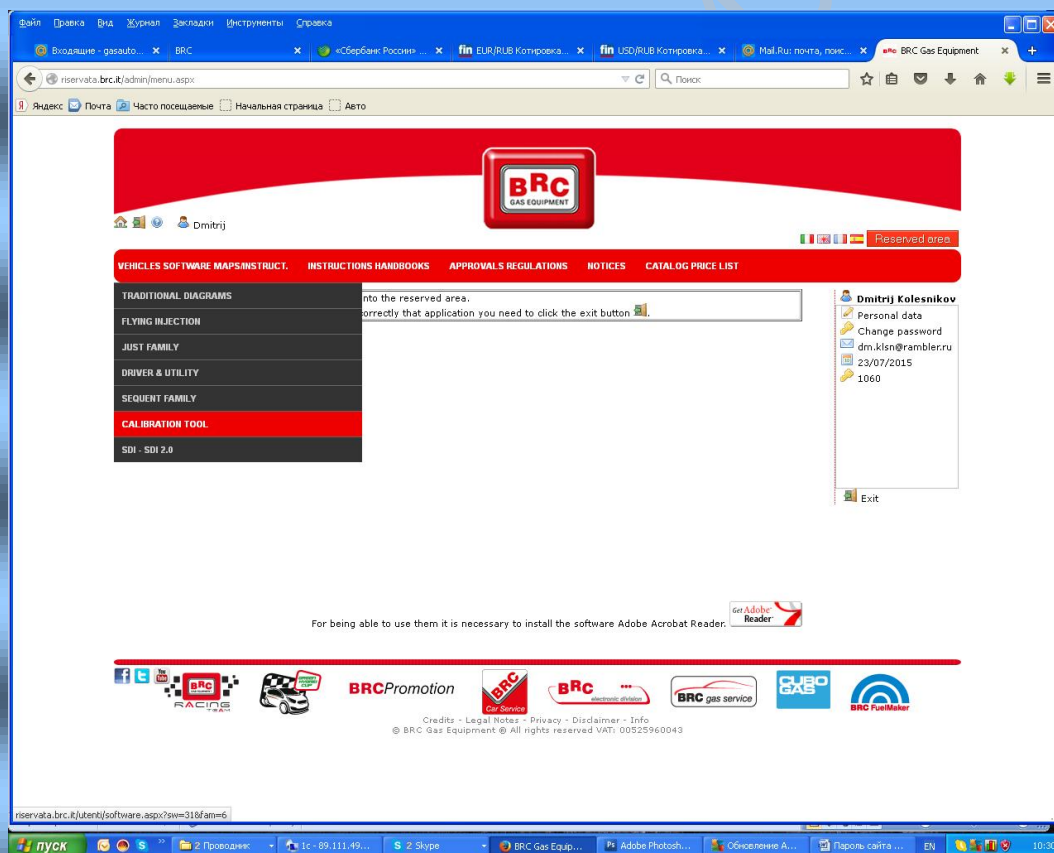 Файл Правка Вид Журнал Закладки Инструменты Справка
Входящие - gasauto... BRC «Сбербанк России» ... fin EUR/RUB Котировка... fin USD/RUB Котировка... Mail.Ru: почта, поис... BRC Gas Equipment
riservata.brc.it/admin/menu.aspx Поиск
Яндекс Почта Часто посещаемые Начальная страница Авто
BRC
GAS EQUIPMENT
Dmitrij
Reserved area
VEHICLES SOFTWARE MAPS/INSTRUCT. INSTRUCTIONS HANDBOOKS APPROVALS REGULATIONS NOTICES CATALOG PRICE LIST
TRADITIONAL DIAGRAMS
FLYING INJECTION
JUST FAMILY
DRIVER & UTILITY
SEQUENT FAMILY
CALIBRATION TOOL
SDI - SDI 2.0
nto the reserved area.
orrectly that application you need to click the exit button .
Dmitrij Kolesnikov
Personal data
Change password
dm.klsn@rambler.ru
23/07/2015
1060
Exit
For being able to use them it is necessary to install the software Adobe Acrobat Reader. Get Adobe Reader
BRC RACING TEAM
BRCPromotion
BRC Car Service
BRC electronic division
BRC gas service
CUBO GAS
BRC FuelMaker
Credits - Legal Notes - Privacy - Disclaimer - Info
© BRC Gas Equipment ® All rights reserved VATi: 00525960043
riservata.brc.it/utenti/software.aspx?sw=31&fam=6
пуск 2 Проводник 1c - 89.111.49... 2 Skype BRC Gas Equip... Adobe Photosh... Обновление А... Пароль сайта ... EN 10:30